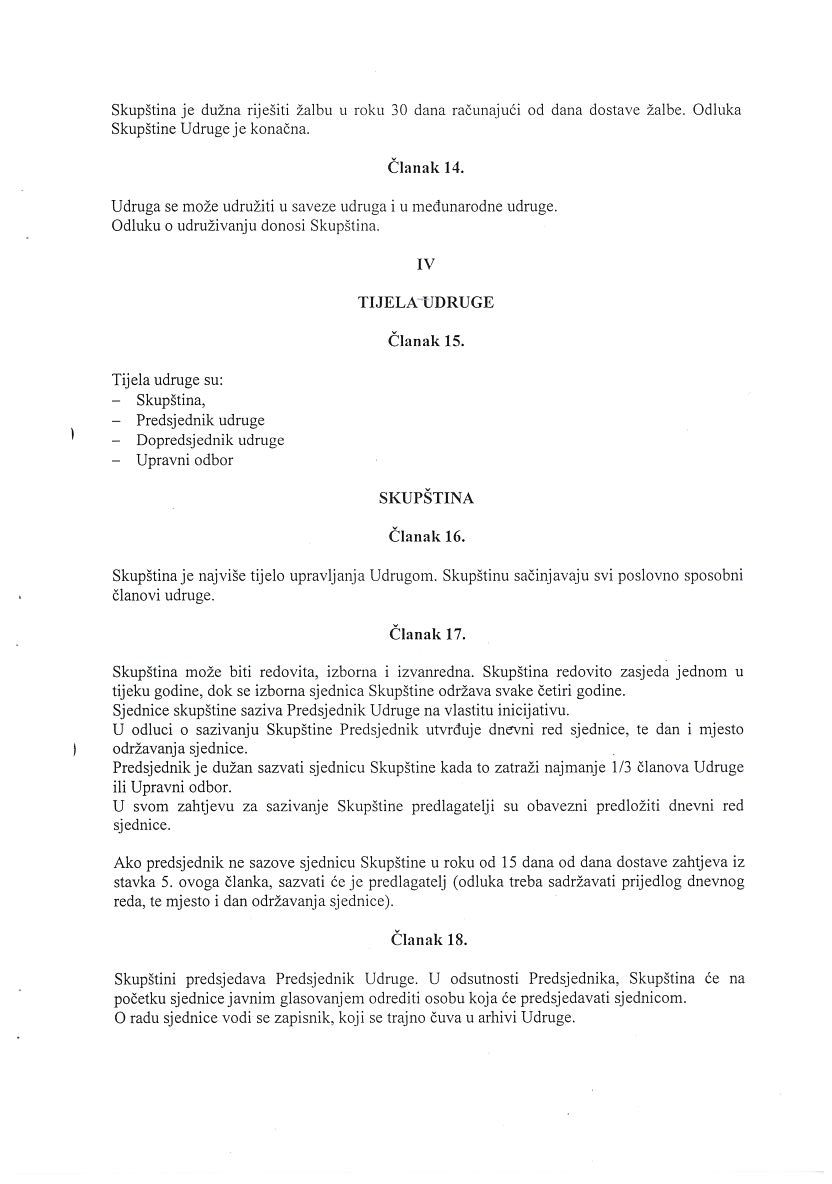 Skupština je dužna riješiti žalbu u roku 30 dana računajući od dana dostave žalbe. Odluka
Skupštine Udruge je konačna.
Članak 14.
Udruga se može udružiti u saveze udruga i u međunarodne udruge.
Odluku o udruživanju donosi Skupština.
IV
TIJELA UDRUGE
Članak 15.
Tijela udruge su:
– Skupština,
– Predsjednik udruge
– Dopredsjednik udruge
– Upravni odbor
SKUPŠTINA
Članak 16.
Skupština je najviše tijelo upravljanja Udrugom. Skupštinu sačinjavaju svi poslovno sposobni
članovi udruge.
Članak 17.
Skupština može biti redovita, izborna i izvanredna. Skupština redovito zasjeda jednom u
tijeku godine, dok se izborna sjednica Skupštine održava svake četiri godine.
Sjednice skupštine saziva Predsjednik Udruge na vlastitu inicijativu.
U odluci o sazivanju Skupštine Predsjednik utvrđuje dnevni red sjednice, te dan i mjesto
održavanja sjednice.
Predsjednik je dužan sazvati sjednicu Skupštine kada to zatraži najmanje 1/3 članova Udruge
ili Upravni odbor.
U svom zahtjevu za sazivanje Skupštine predlagatelji su obavezni predložiti dnevni red
sjednice.
Ako predsjednik ne sazove sjednicu Skupštine u roku od 15 dana od dana dostave zahtjeva iz
stavka 5. ovoga članka, sazvati će je predlagatelj (odluka treba sadržavati prijedlog dnevnog
reda, te mjesto i dan održavanja sjednice).
Članak 18.
Skupštini predsjedava Predsjednik Udruge. U odsutnosti Predsjednika, Skupština će na
početku sjednice javnim glasovanjem odrediti osobu koja će predsjedavati sjednicom.
O radu sjednice vodi se zapisnik, koji se trajno čuva u arhivi Udruge.